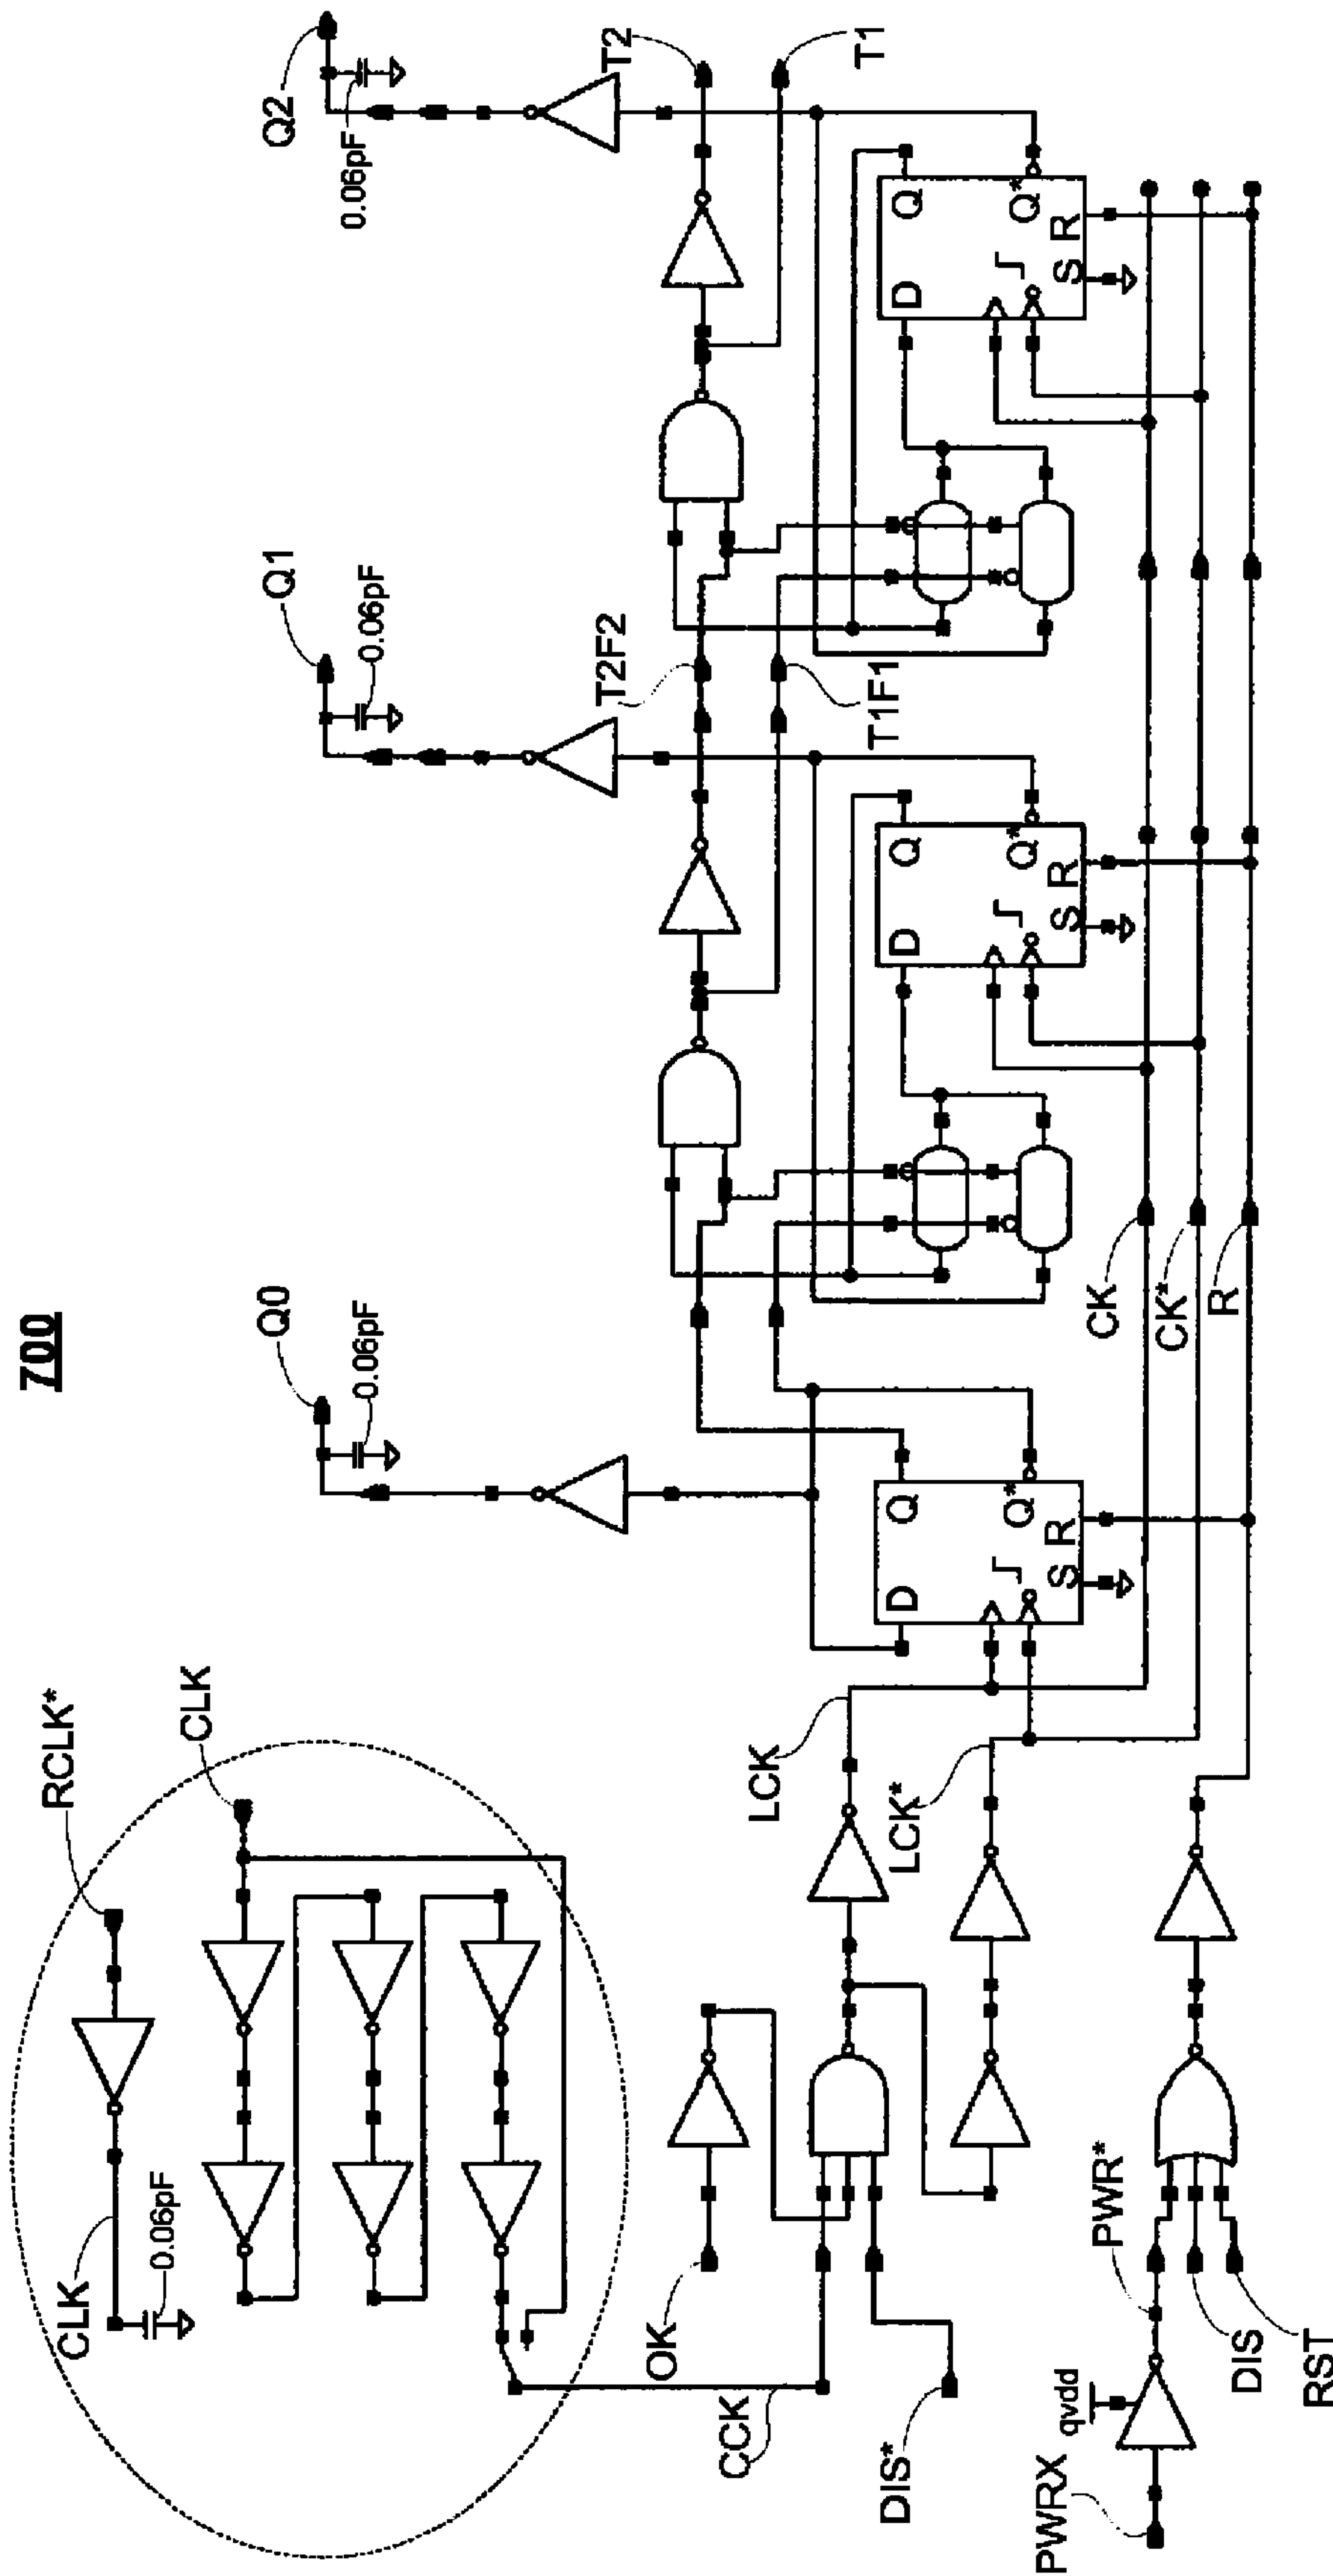 700
RCLK*
CLK
CLK
0.06pF
Q0
0.06pF
Q1
0.06pF
Q2
0.06pF
T2
T1
T2F2
T1F1
OK
CCK
DIS*
LCK
LCK*
D
Q
Q*
S
R
D
Q
Q*
S
R
D
Q
Q*
S
R
CK
CK*
R
PWRX
qvdd
PWR*
DIS
RST